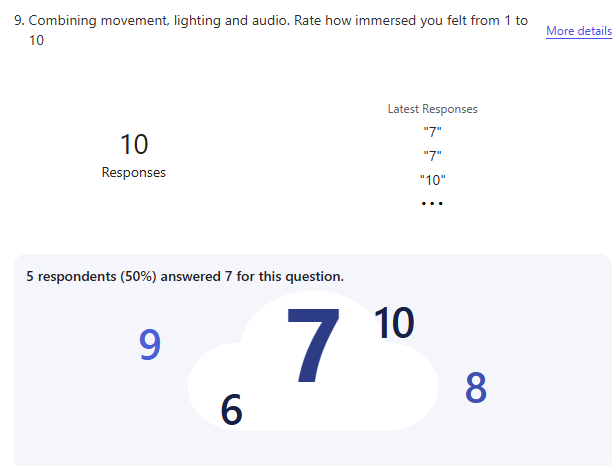 9. Combining movement, lighting and audio. Rate how immersed you felt from 1 to
10
More details
10
Responses
Latest Responses
"7"
"7"
"10"
...
5 respondents (50%) answered 7 for this question.
7
10
9
8
6